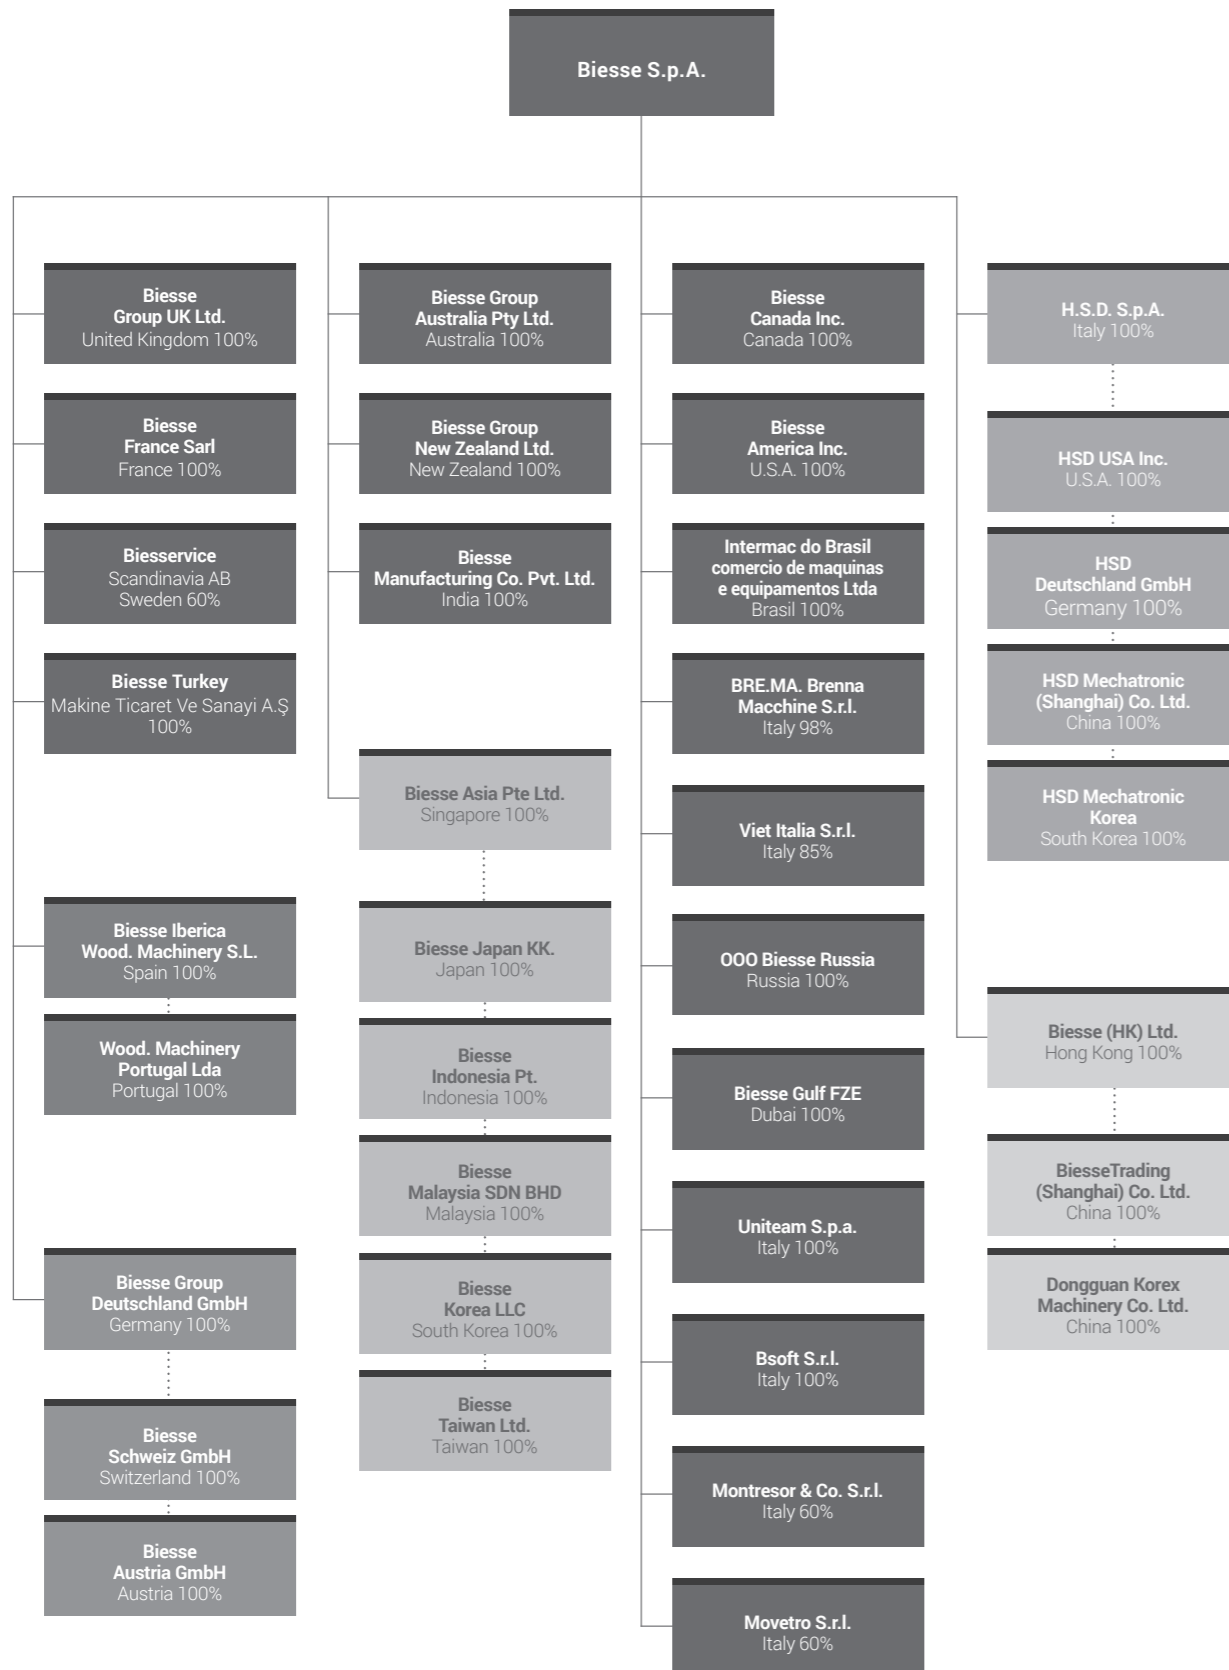 Biesse S.p.A.
Biesse
Group UK Ltd.
United Kingdom 100%
Biesse
France Sarl
France 100%
Biesservice
Scandinavia AB
Sweden 60%
Biesse Turkey
Makine Ticaret Ve Sanayi A.Ş
100%
Biesse Iberica
Wood. Machinery S.L.
Spain 100%
Wood. Machinery
Portugal Lda
Portugal 100%
Biesse Group
Deutschland GmbH
Germany 100%
Biesse
Schweiz GmbH
Switzerland 100%
Biesse
Austria GmbH
Austria 100%
Biesse Group
Australia Pty Ltd.
Australia 100%
Biesse Group
New Zealand Ltd.
New Zealand 100%
Biesse
Manufacturing Co. Pvt. Ltd.
India 100%
Biesse Asia Pte Ltd.
Singapore 100%
Biesse Japan KK.
Japan 100%
Biesse
Indonesia Pt.
Indonesia 100%
Biesse
Malaysia SDN BHD
Malaysia 100%
Biesse
Korea LLC
South Korea 100%
Biesse
Taiwan Ltd.
Taiwan 100%
Biesse
Canada Inc.
Canada 100%
Biesse
America Inc.
U.S.A. 100%
Intermac do Brasil
comercio de maquinas
e equipamentos Ltda
Brasil 100%
BRE.MA. Brenna
Macchine S.r.l.
Italy 98%
Viet Italia S.r.l.
Italy 85%
OOO Biesse Russia
Russia 100%
Biesse Gulf FZE
Dubai 100%
Uniteam S.p.a.
Italy 100%
Bsoft S.r.l.
Italy 100%
Montresor & Co. S.r.l.
Italy 60%
Movetro S.r.l.
Italy 60%
H.S.D. S.p.A.
Italy 100%
HSD USA Inc.
U.S.A. 100%
HSD
Deutschland GmbH
Germany 100%
HSD Mechatronic
(Shanghai) Co. Ltd.
China 100%
HSD Mechatronic
Korea
South Korea 100%
Biesse (HK) Ltd.
Hong Kong 100%
BiesseTrading
(Shanghai) Co. Ltd.
China 100%
Dongguan Korex
Machinery Co. Ltd.
China 100%